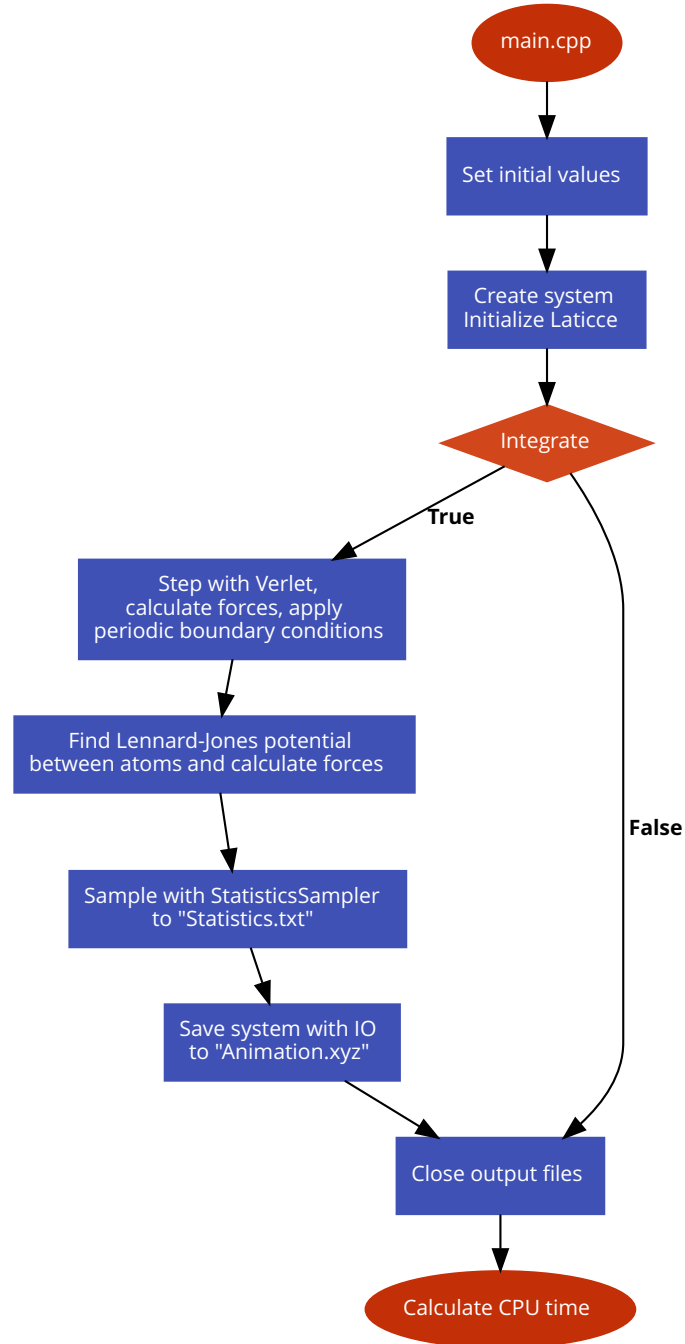 main.cpp
Set initial values
Create system
Initialize Laticce
Integrate
True
Step with Verlet,
calculate forces, apply
periodic boundary conditions
Find Lennard-Jones potential
between atoms and calculate forces
False
Sample with StatisticsSampler
to "Statistics.txt"
Save system with IO
to "Animation.xyz"
Close output files
Calculate CPU time